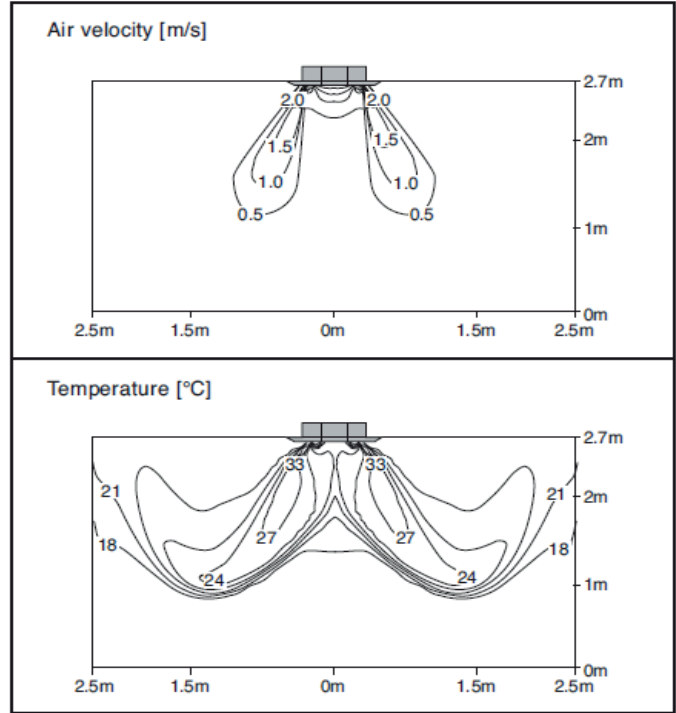 Air velocity [m/s]
2.7m
2.0 2.0
2m
1.5 1.5
1.0 1.0
0.5 0.5
1m
0m
2.5m 1.5m 0m 1.5m 2.5m
Temperature [°C]
2.7m
33 33
21 21
2m
27 27
18 18
24 24
1m
0m
2.5m 1.5m 0m 1.5m 2.5m